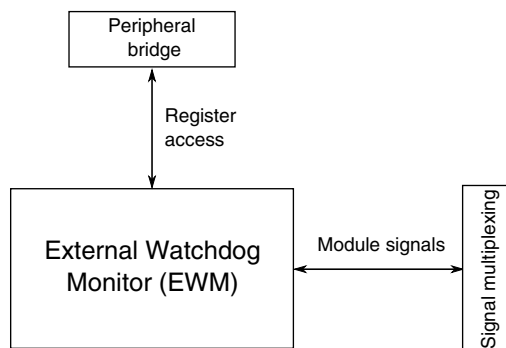 Peripheral
bridge
Register
access
External Watchdog
Monitor (EWM)
Module signals
Signal multiplexing